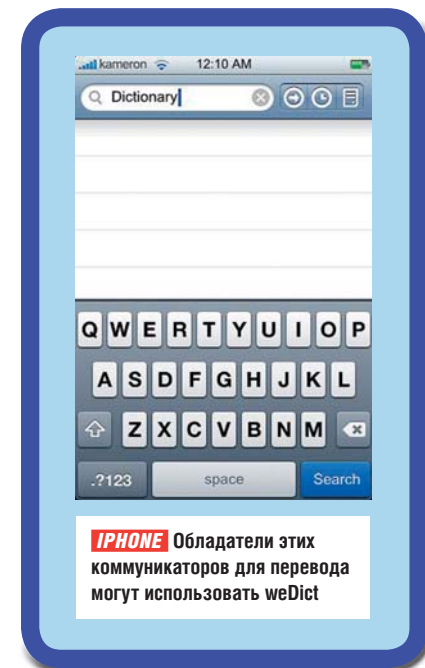 kameron 12:10 AM
Dictionary
Q W E R T Y U I O P
A S D F G H J K L
Z X C V B N M
.?123 space Search
IPHONE Обладатели этих
коммуникаторов для перевода
могут использовать weDict